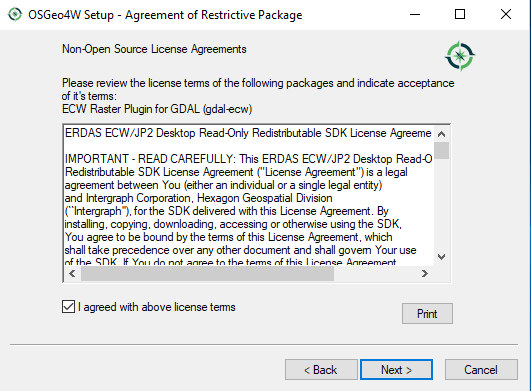 OSGeo4W Setup - Agreement of Restrictive Package
Non-Open Source License Agreements
Please review the license terms of the following packages and indicate acceptance
of it's terms:
ECW Raster Plugin for GDAL (gdal-ecw)
ERDAS ECW/JP2 Desktop Read-Only Redistributable SDK License Agreeme
IMPORTANT - READ CAREFULLY: This ERDAS ECW/JP2 Desktop Read-O
Redistributable SDK License Agreement ("License Agreement") is a legal
agreement between You (either an individual or a single legal entity)
and Intergraph Corporation, Hexagon Geospatial Division
(``Intergraph"), for the SDK delivered with this License Agreement. By
installing, copying, downloading, accessing or otherwise using the SDK,
You agree to be bound by the terms of this License Agreement, which
shall take precedence over any other document and shall govern Your use
of the SDK. If You do not agree to the terms of this License Agreement
I agreed with above license terms
Print
< Back
Next >
Cancel